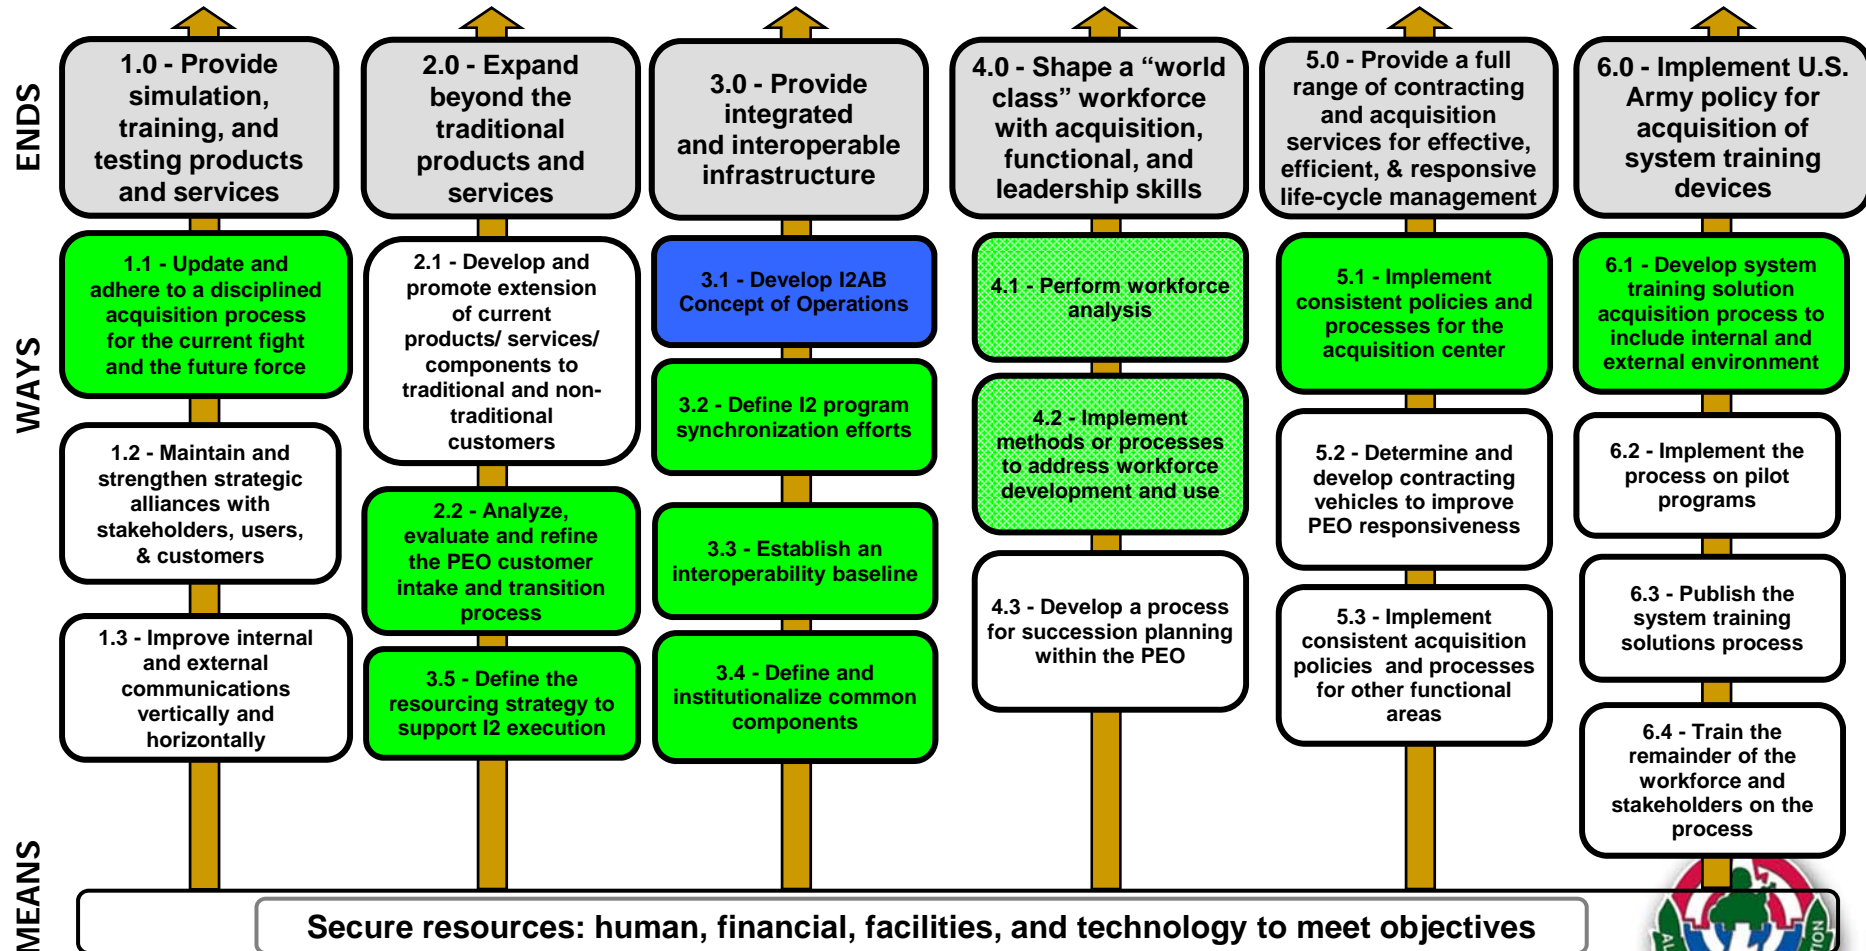 ENDS
1.0 - Provide
simulation,
training, and
testing products
and services
2.0 - Expand
beyond the
traditional
products and
services
3.0 - Provide
integrated
and interoperable
infrastructure
4.0 - Shape a “world
class” workforce
with acquisition,
functional, and
leadership skills
5.0 - Provide a full
range of contracting
and acquisition
services for effective,
efficient, & responsive
life-cycle management
6.0 - Implement U.S.
Army policy for
acquisition of
system training
devices
WAYS
1.1 - Update and
adhere to a disciplined
acquisition process
for the current fight
and the future force
1.2 - Maintain and
strengthen strategic
alliances with
stakeholders, users,
& customers
1.3 - Improve internal
and external
communications
vertically and
horizontally
2.1 - Develop and
promote extension
of current
products/ services/
components to
traditional and non-
traditional
customers
2.2 - Analyze,
evaluate and refine
the PEO customer
intake and transition
process
3.5 - Define the
resourcing strategy to
support I2 execution
3.1 - Develop I2AB
Concept of Operations
3.2 - Define I2 program
synchronization efforts
3.3 - Establish an
interoperability baseline
3.4 - Define and
institutionalize common
components
4.1 - Perform workforce
analysis
4.2 - Implement
methods or processes
to address workforce
development and use
4.3 - Develop a process
for succession planning
within the PEO
5.1 - Implement
consistent policies and
processes for the
acquisition center
5.2 - Determine and
develop contracting
vehicles to improve
PEO responsiveness
5.3 - Implement
consistent acquisition
policies and processes
for other functional
areas
6.1 - Develop system
training solution
acquisition process to
include internal and
external environment
6.2 - Implement the
process on pilot
programs
6.3 - Publish the
system training
solutions process
6.4 - Train the
remainder of the
workforce and
stakeholders on the
process
MEANS
Secure resources: human, financial, facilities, and technology to meet objectives